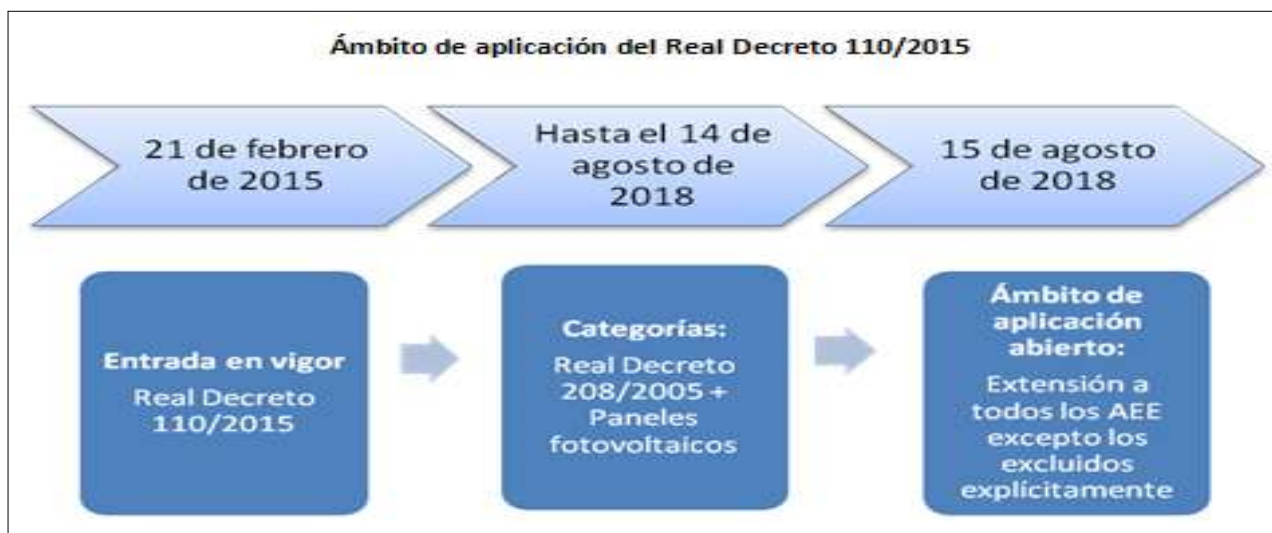 Ámbito de aplicación del Real Decreto 110/2015
21 de febrero
de 2015
Hasta el 14 de
agosto de
2018
15 de agosto
de 2018
Entrada en vigor
Real Decreto
110/2015
Categorías:
Real Decreto
208/2005 +
Paneles
fotovoltaicos
Ámbito de
aplicación
abierto:
Extensión a
todos los AEE
excepto los
excluidos
explícitamente